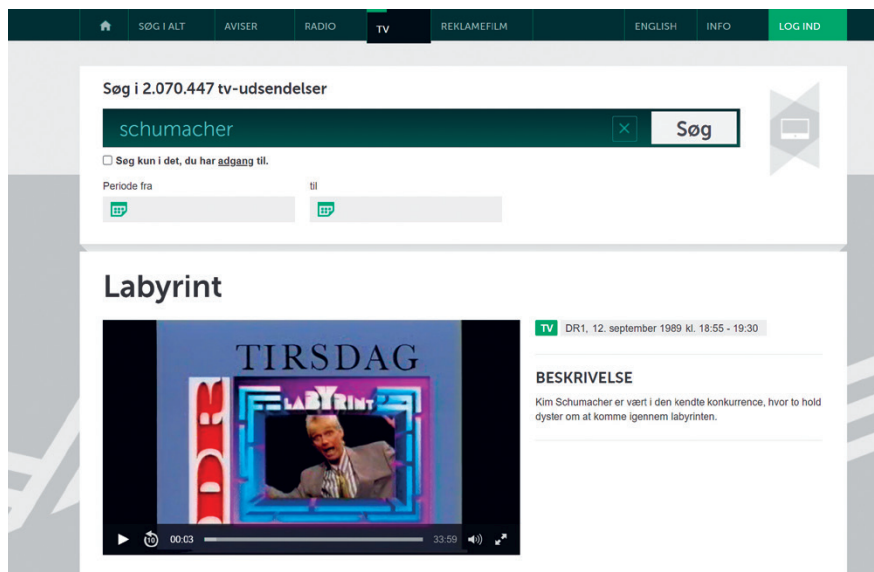 SØG I ALT AVISER RADIO TV REKLAMEFILM ENGLISH INFO LOG IND
Søg i 2.070.447 tv-udsendelser
schumacher Søg
Søg kun i det, du har adgang til.
Periode fra til
Labyrint
TV DR1, 12. september 1989 kl. 18:55 - 19:30
BESKRIVELSE
Kim Schumacher er vært i den kendte konkurrence, hvor to hold
dyster om at komme igennem labyrinten.
TIRSDAG
LABYRINT
DR
10 00:03 33:59